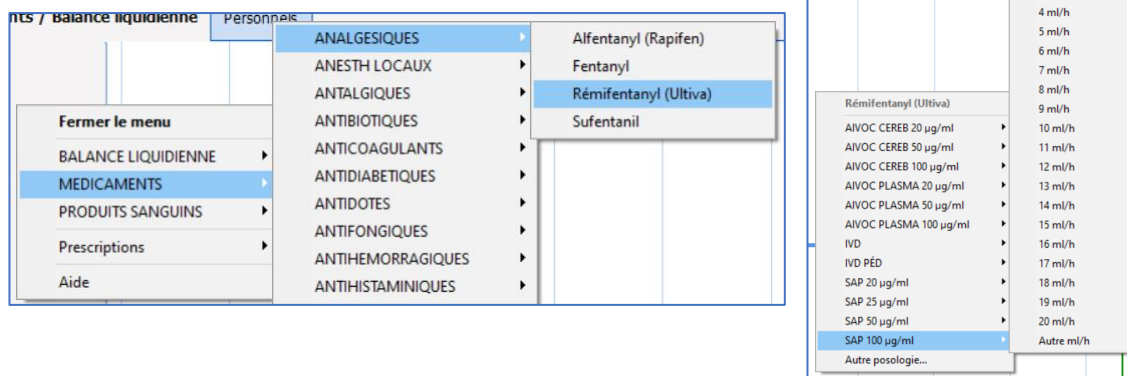 nts / Balance liquidienne
Personnels
Fermer le menu
BALANCE LIQUIDIENNE
MEDICAMENTS
PRODUITS SANGUINS
Prescriptions
Aide
ANALGESIQUES
ANESTH LOCAUX
ANTALGIQUES
ANTIBIOTIQUES
ANTICOAGULANTS
ANTIDIABETIQUES
ANTIDOTES
ANTIFONGIQUES
ANTIHEMORRAGIQUES
ANTIHISTAMINIQUES
Alfentanyl (Rapifen)
Fentanyl
Rémifentanyl (Ultiva)
Sufentanil
Rémifentanyl (Ultiva)
AIVOC CEREB 20 µg/ml
AIVOC CEREB 50 µg/ml
AIVOC CEREB 100 µg/ml
AIVOC PLASMA 20 µg/ml
AIVOC PLASMA 50 µg/ml
AIVOC PLASMA 100 µg/ml
IVD
IVD PÉD
SAP 20 µg/ml
SAP 25 µg/ml
SAP 50 µg/ml
SAP 100 µg/ml
Autre posologie...
4 ml/h
5 ml/h
6 ml/h
7 ml/h
8 ml/h
9 ml/h
10 ml/h
11 ml/h
12 ml/h
13 ml/h
14 ml/h
15 ml/h
16 ml/h
17 ml/h
18 ml/h
19 ml/h
20 ml/h
Autre ml/h